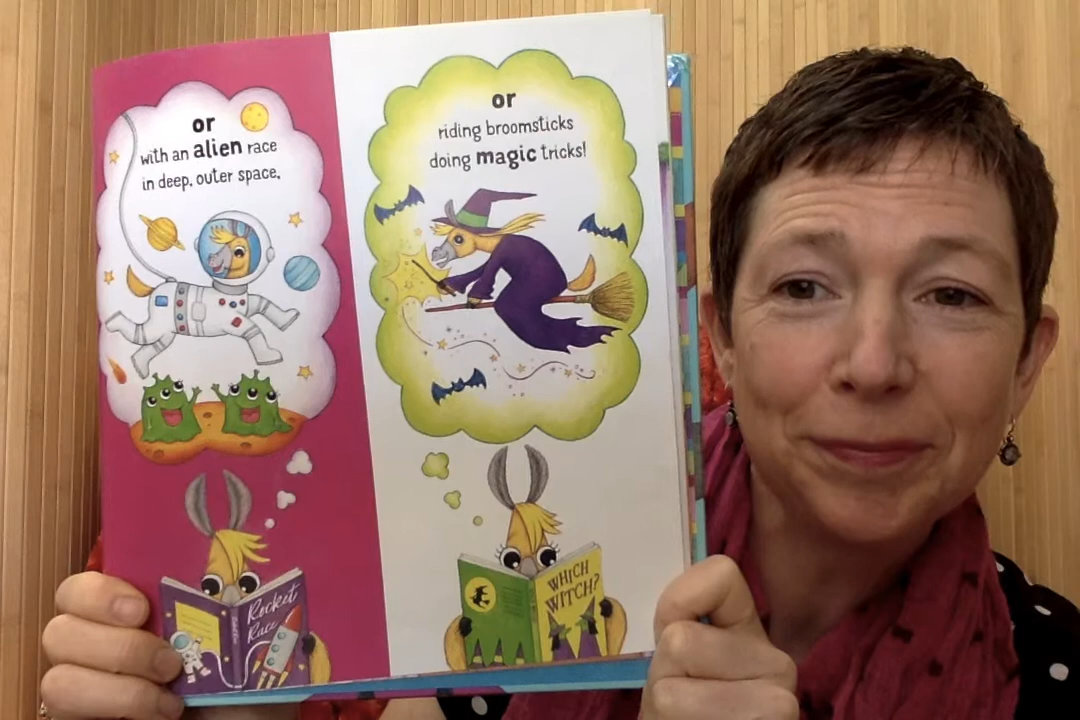 or
with an alien race
in deep, outer space,
Rocket
Race
or
riding broomsticks
doing magic tricks!
WHICH
WITCH?